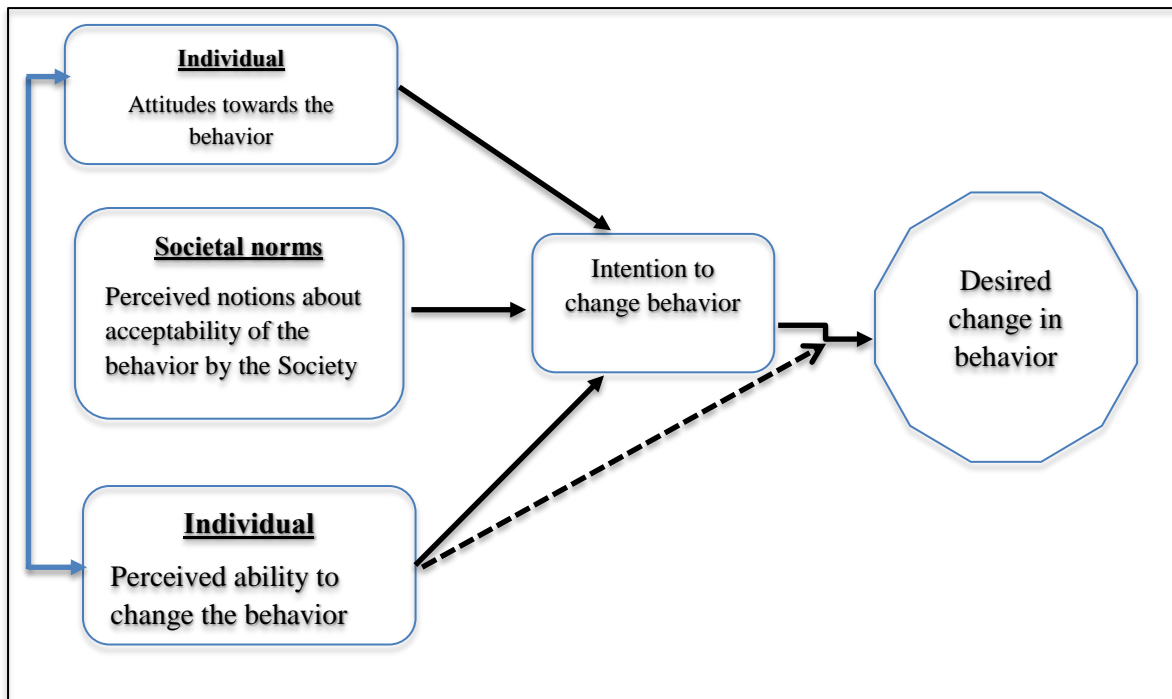 Individual
Attitudes towards the
behavior
Societal norms
Perceived notions about
acceptability of the
behavior by the Society
Individual
Perceived ability to
change the behavior
Intention to
change behavior
Desired
change in
behavior